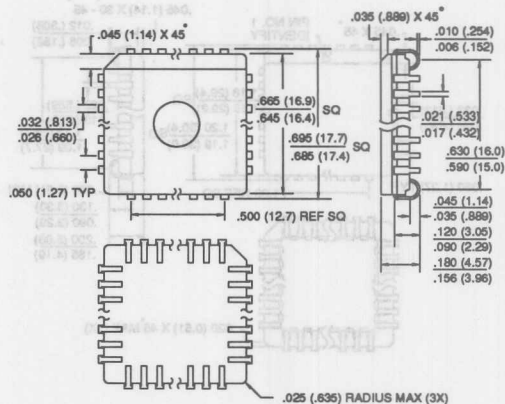 .035 (.889) X 45°
.010 (.254)
.006 (.152)
.045 (1.14) X 45°
.665 (16.9)
.645 (16.4)
SQ
.695 (17.7)
.685 (17.4)
SQ
.032 (.813)
.026 (.660)
.021 (.533)
.017 (.432)
.630 (16.0)
.590 (15.0)
.050 (1.27) TYP
.500 (12.7) REF SQ
.045 (1.14)
.035 (.889)
.120 (3.05)
.090 (2.29)
.180 (4.57)
.156 (3.96)
.025 (.635) RADIUS MAX (3X)